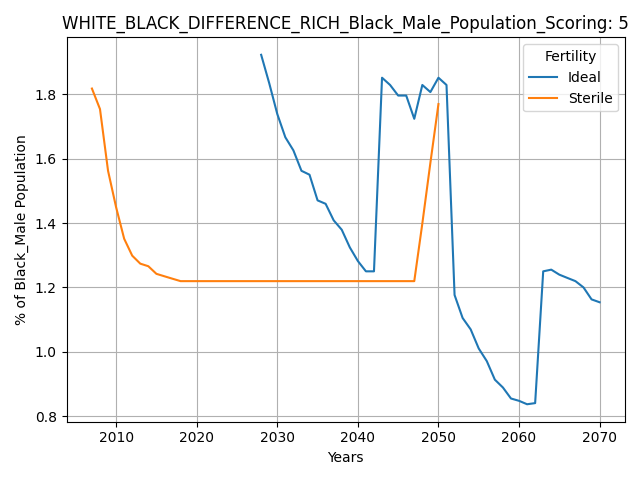 WHITE_BLACK_DIFFERENCE_RICH_Black_Male_Population_Scoring: 5
Fertility
Ideal
Sterile
% of Black_Male Population
1.8
1.6
1.4
1.2
1.0
0.8
2010 2020 2030 2040 2050 2060 2070
Years